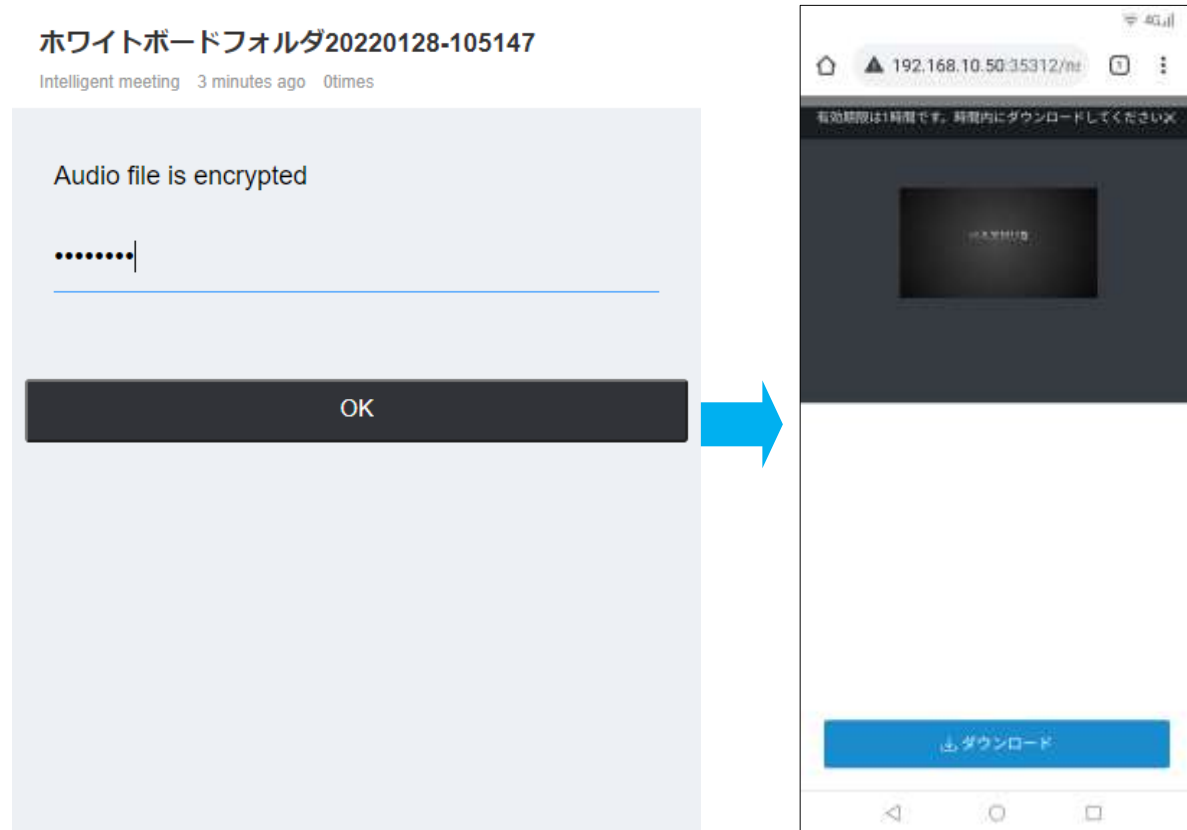 ホワイトボードフォルダ20220128-105147
Intelligent meeting 3 minutes ago 0times
Audio file is encrypted
••••••••
OK
4G
192.168.10.50:35312/na
1
有効期限は1時間です。時間内にダウンロードしてください×
ダウンロード